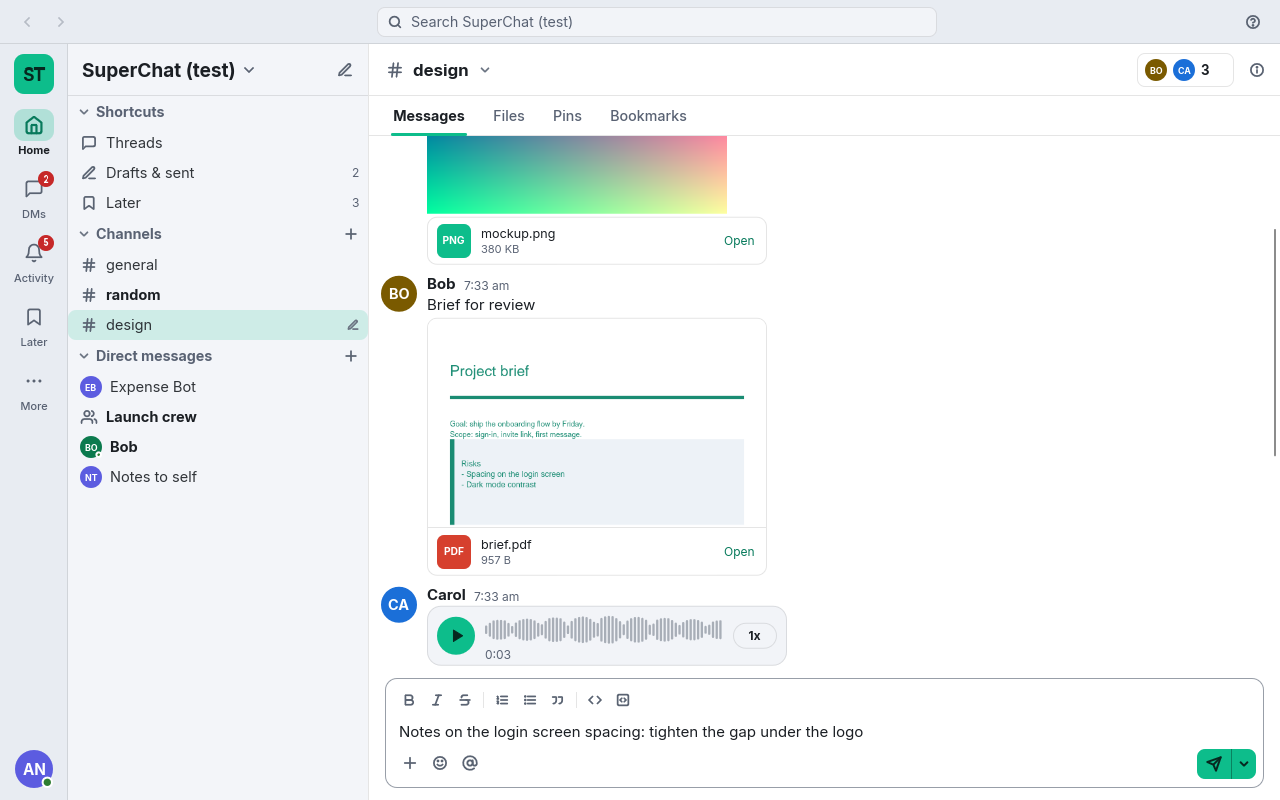 Search SuperChat (test)
ST
Home
2
DMs
5
Activity
Later
More
AN
SuperChat (test)
Shortcuts
Threads
Drafts & sent 2
Later 3
Channels
general
random
design
Direct messages
EB Expense Bot
Launch crew
BO Bob
NT Notes to self
# design
BO CA 3
Messages Files Pins Bookmarks
PNG mockup.png Open
380 KB
BO Bob 7:33 am
Brief for review
Project brief
Goal: ship the onboarding flow by Friday.
Scope: sign-in, invite link, first message.
Risks
- Spacing on the login screen
- Dark mode contrast
PDF brief.pdf Open
957 B
CA Carol 7:33 am
1x
0:03
Notes on the login screen spacing: tighten the gap under the logo